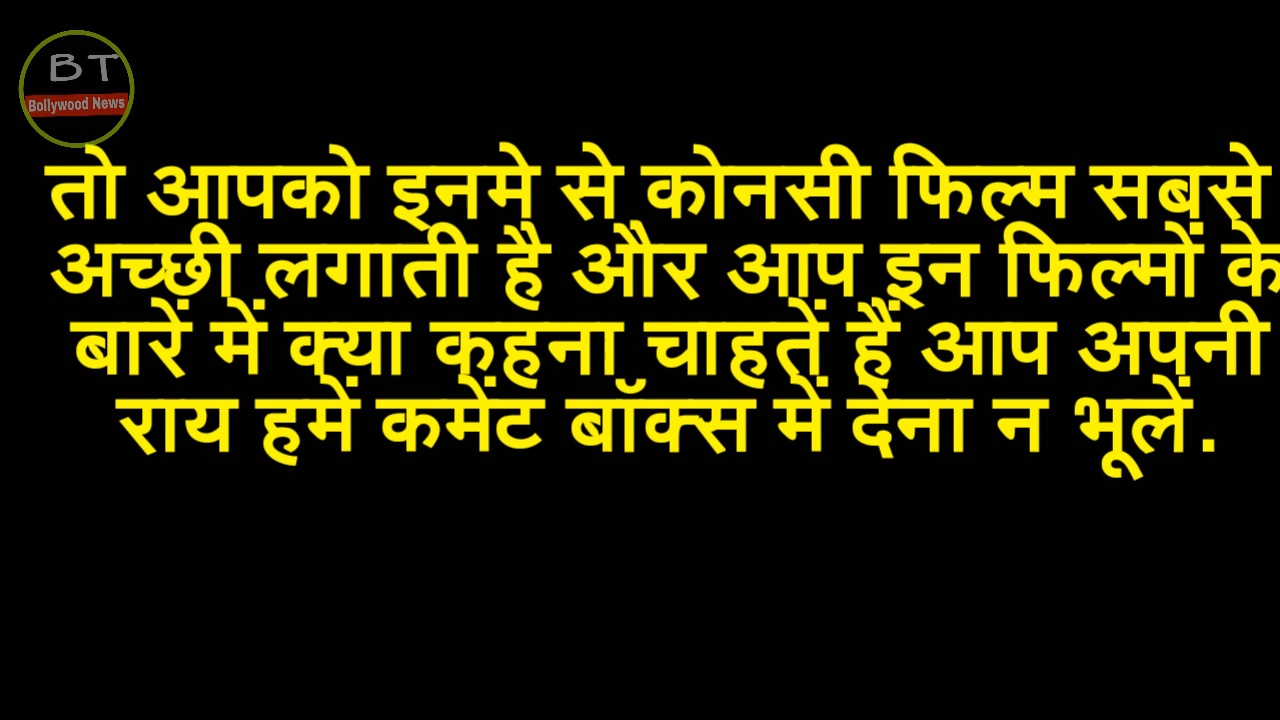 BT
Bollywood News
तो आपको इनमे से कोनसी फिल्म सबसे
अच्छी लगाती है और आप इन फिल्मों के
बारें में क्या कहना चाहतें हैं आप अपनी
राय हमें कमेंट बॉक्स में देना न भूलें.